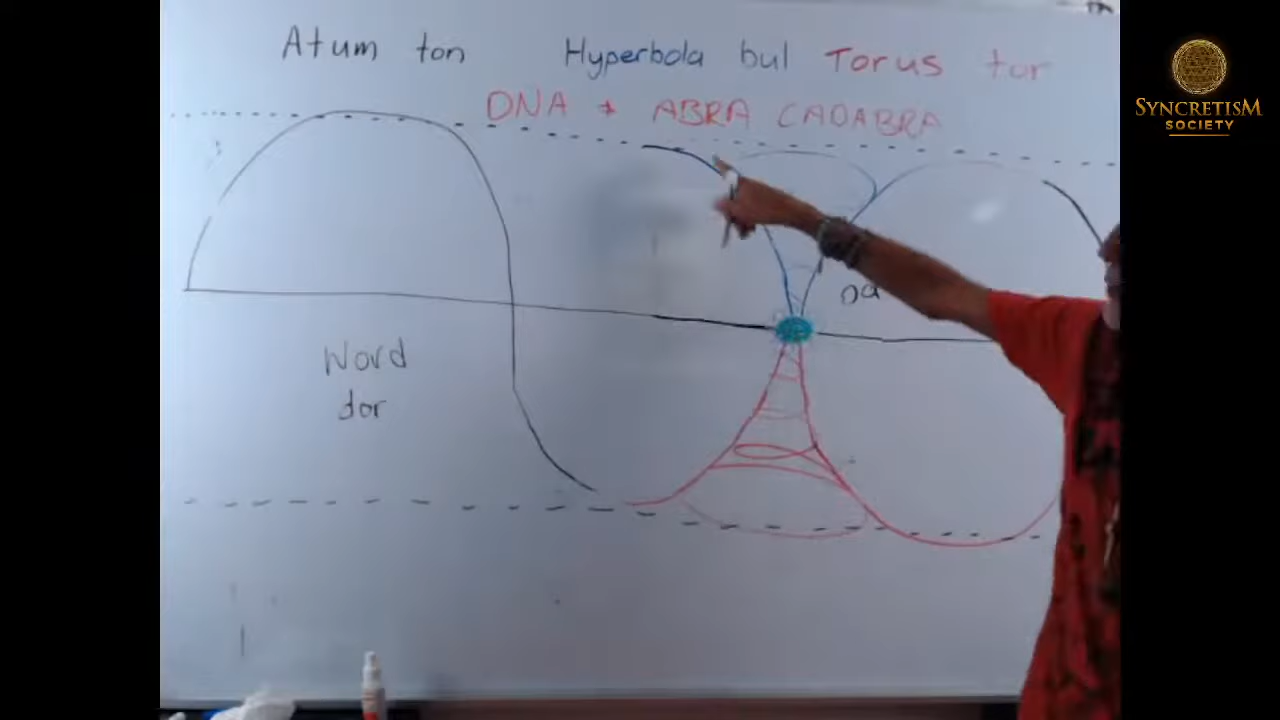 Atum ton Hyperbola bul Torus tor
DNA + ABRA CADABRA
Word
dor
SYNCRETISM
SOCIETY